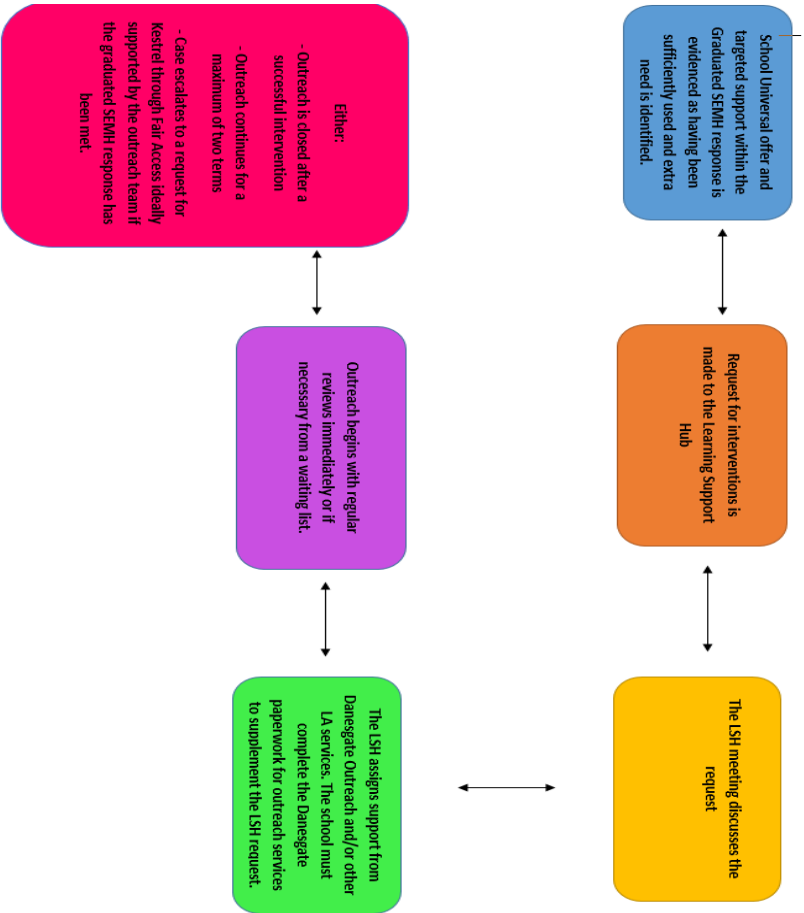 School Universal offer and
targeted support within the
Graduated SEMH response is
evidenced as having been
sufficiently used and extra
need is identified.
Request for interventions is
made to the Learning Support
Hub
The LSH meeting discusses the
request
The LSH assigns support from
Danesgate Outreach and/or other
LA services. The school must
complete the Danesgate
paperwork for outreach services
to supplement the LSH request.
Outreach begins with regular
reviews immediately or if
necessary from a waiting list.
Either:
- Outreach is closed after a
successful intervention
- Outreach continues for a
maximum of two terms
- Case escalates to a request for
Kestrel through Fair Access ideally
supported by the outreach team if
the graduated SEMH response has
been met.